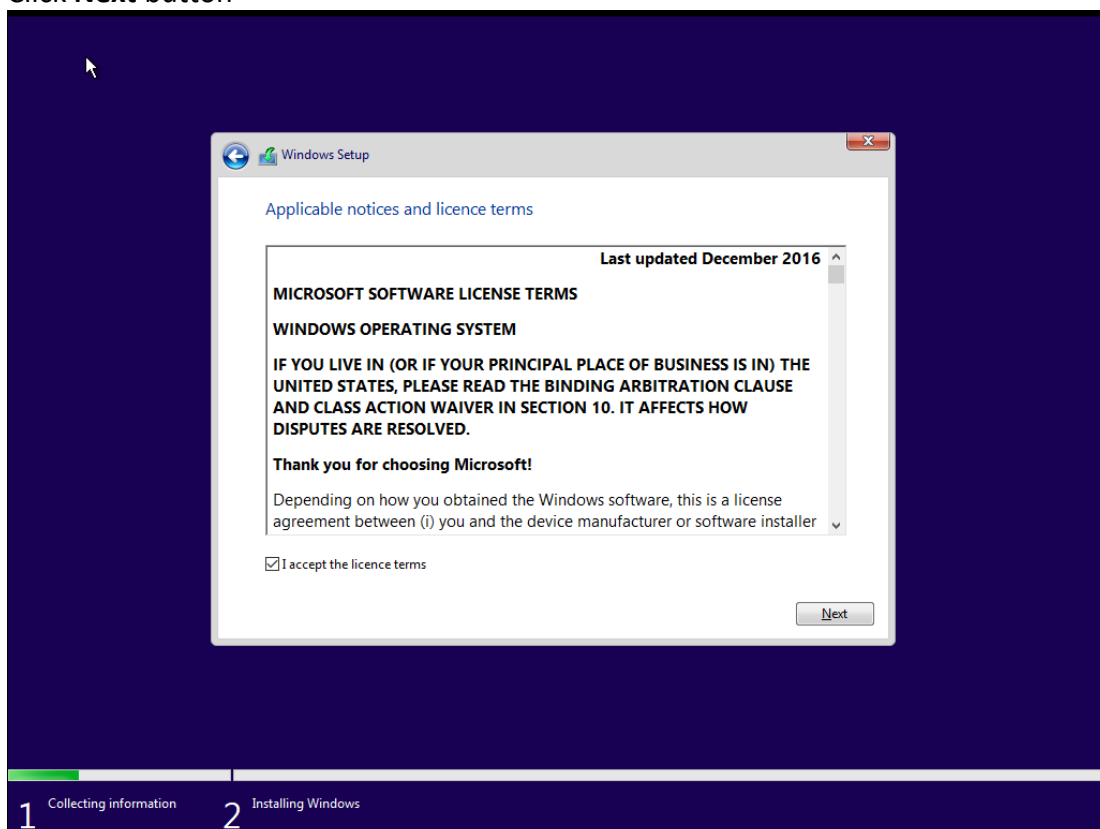 Click Next button
Windows Setup
Applicable notices and licence terms
Last updated December 2016
MICROSOFT SOFTWARE LICENSE TERMS
WINDOWS OPERATING SYSTEM
IF YOU LIVE IN (OR IF YOUR PRINCIPAL PLACE OF BUSINESS IS IN) THE
UNITED STATES, PLEASE READ THE BINDING ARBITRATION CLAUSE
AND CLASS ACTION WAIVER IN SECTION 10. IT AFFECTS HOW
DISPUTES ARE RESOLVED.
Thank you for choosing Microsoft!
Depending on how you obtained the Windows software, this is a license
agreement between (i) you and the device manufacturer or software installer
I accept the licence terms
Next
1 Collecting information 2 Installing Windows